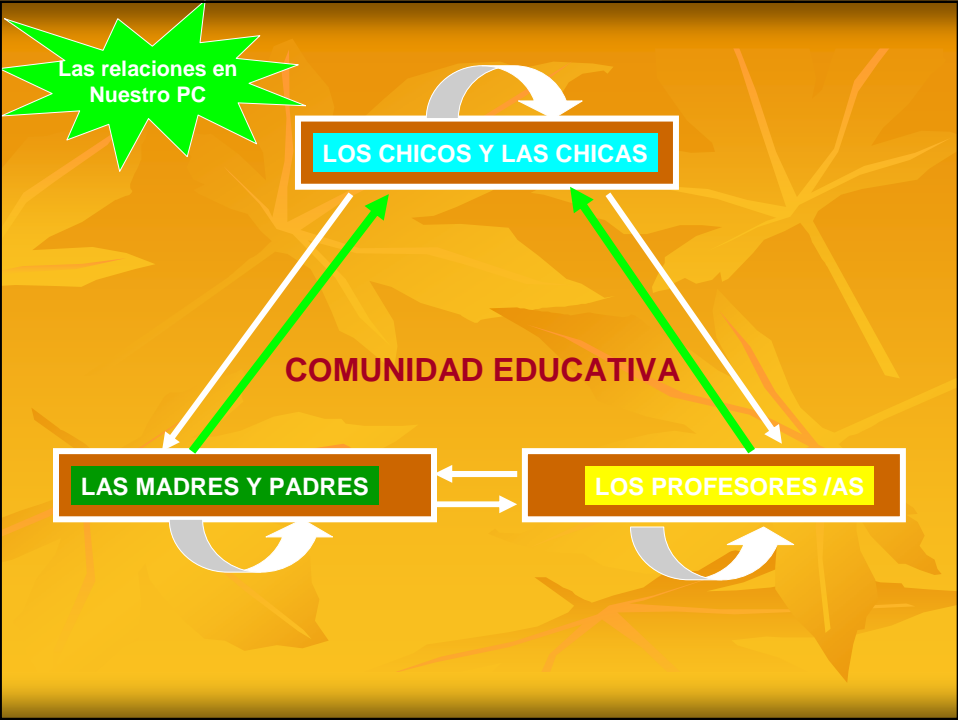 Las relaciones en
Nuestro PC
LOS CHICOS Y LAS CHICAS
COMUNIDAD EDUCATIVA
LAS MADRES Y PADRES
LOS PROFESORES /AS